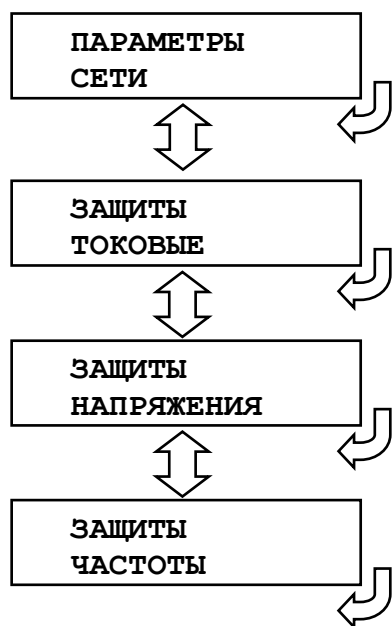 ПАРАМЕТРЫ
СЕТИ
ЗАЩИТЫ
ТОКОВЫЕ
ЗАЩИТЫ
НАПРЯЖЕНИЯ
ЗАЩИТЫ
ЧАСТОТЫ